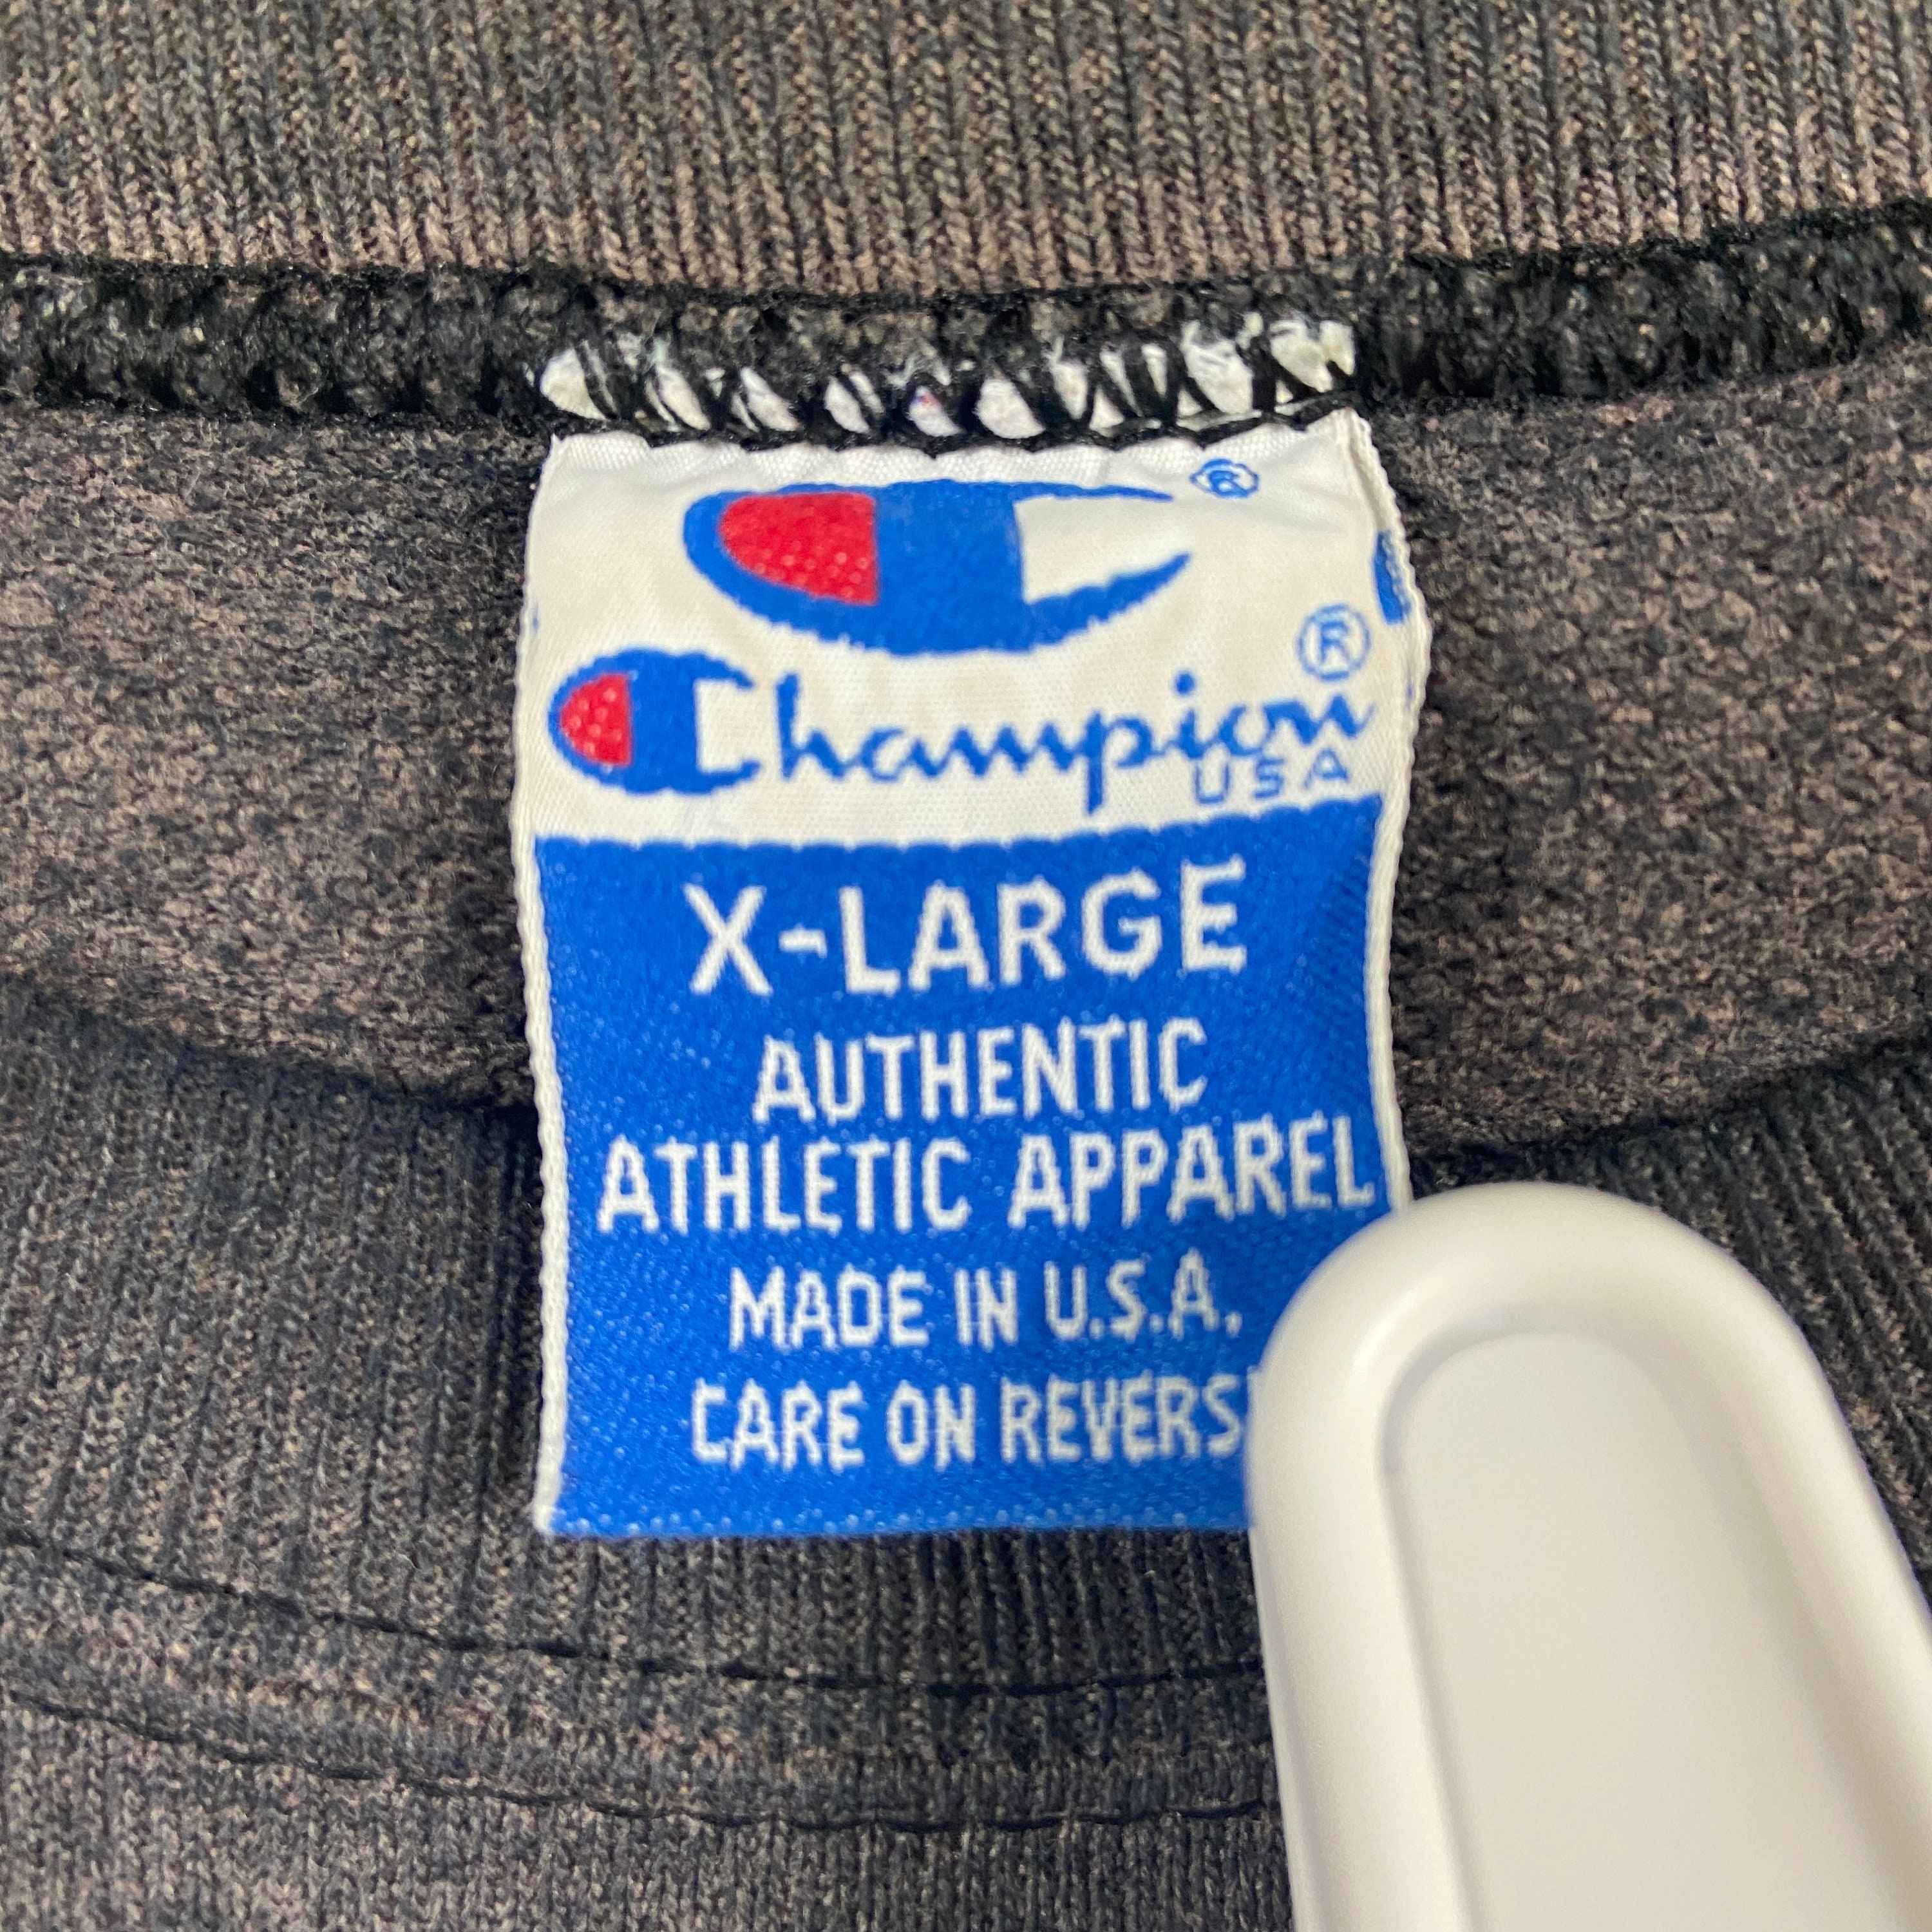 ®
Champion®
USA
X-LARGE
AUTHENTIC
ATHLETIC APPAREL
MADE IN U.S.A.
CARE ON REVERS